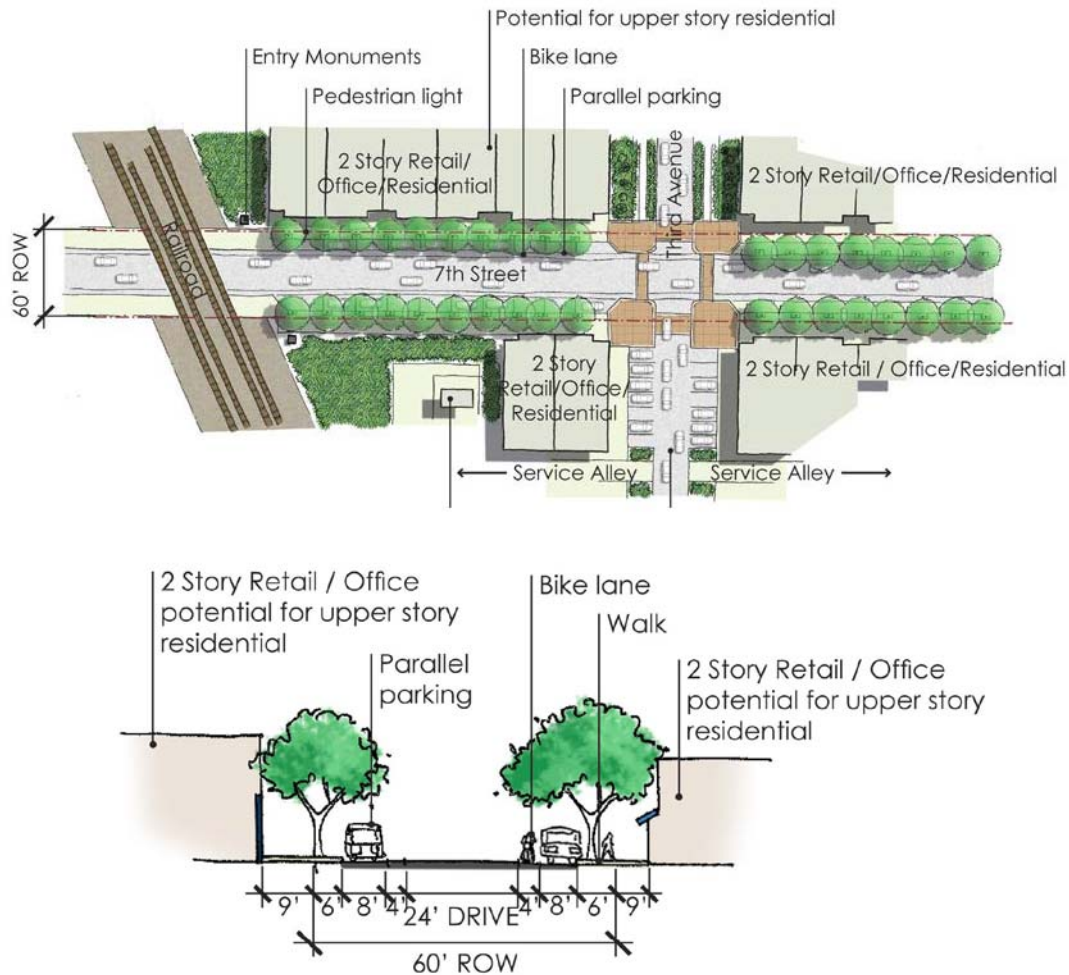 Potential for upper story residential
Entry Monuments
Bike lane
Pedestrian light
Parallel parking
2 Story Retail/
Office/Residential
Third Avenue
2 Story Retail/Office/Residential
60' ROW
Railroad
7th Street
2 Story
Retail/Office/
Residential
2 Story Retail / Office/Residential
Service Alley
Service Alley
2 Story Retail / Office
potential for upper story
residential
Parallel
parking
Bike lane
Walk
2 Story Retail / Office
potential for upper story
residential
9' 6' 8' 4' 24' DRIVE 4' 8' 6' 9'
60' ROW